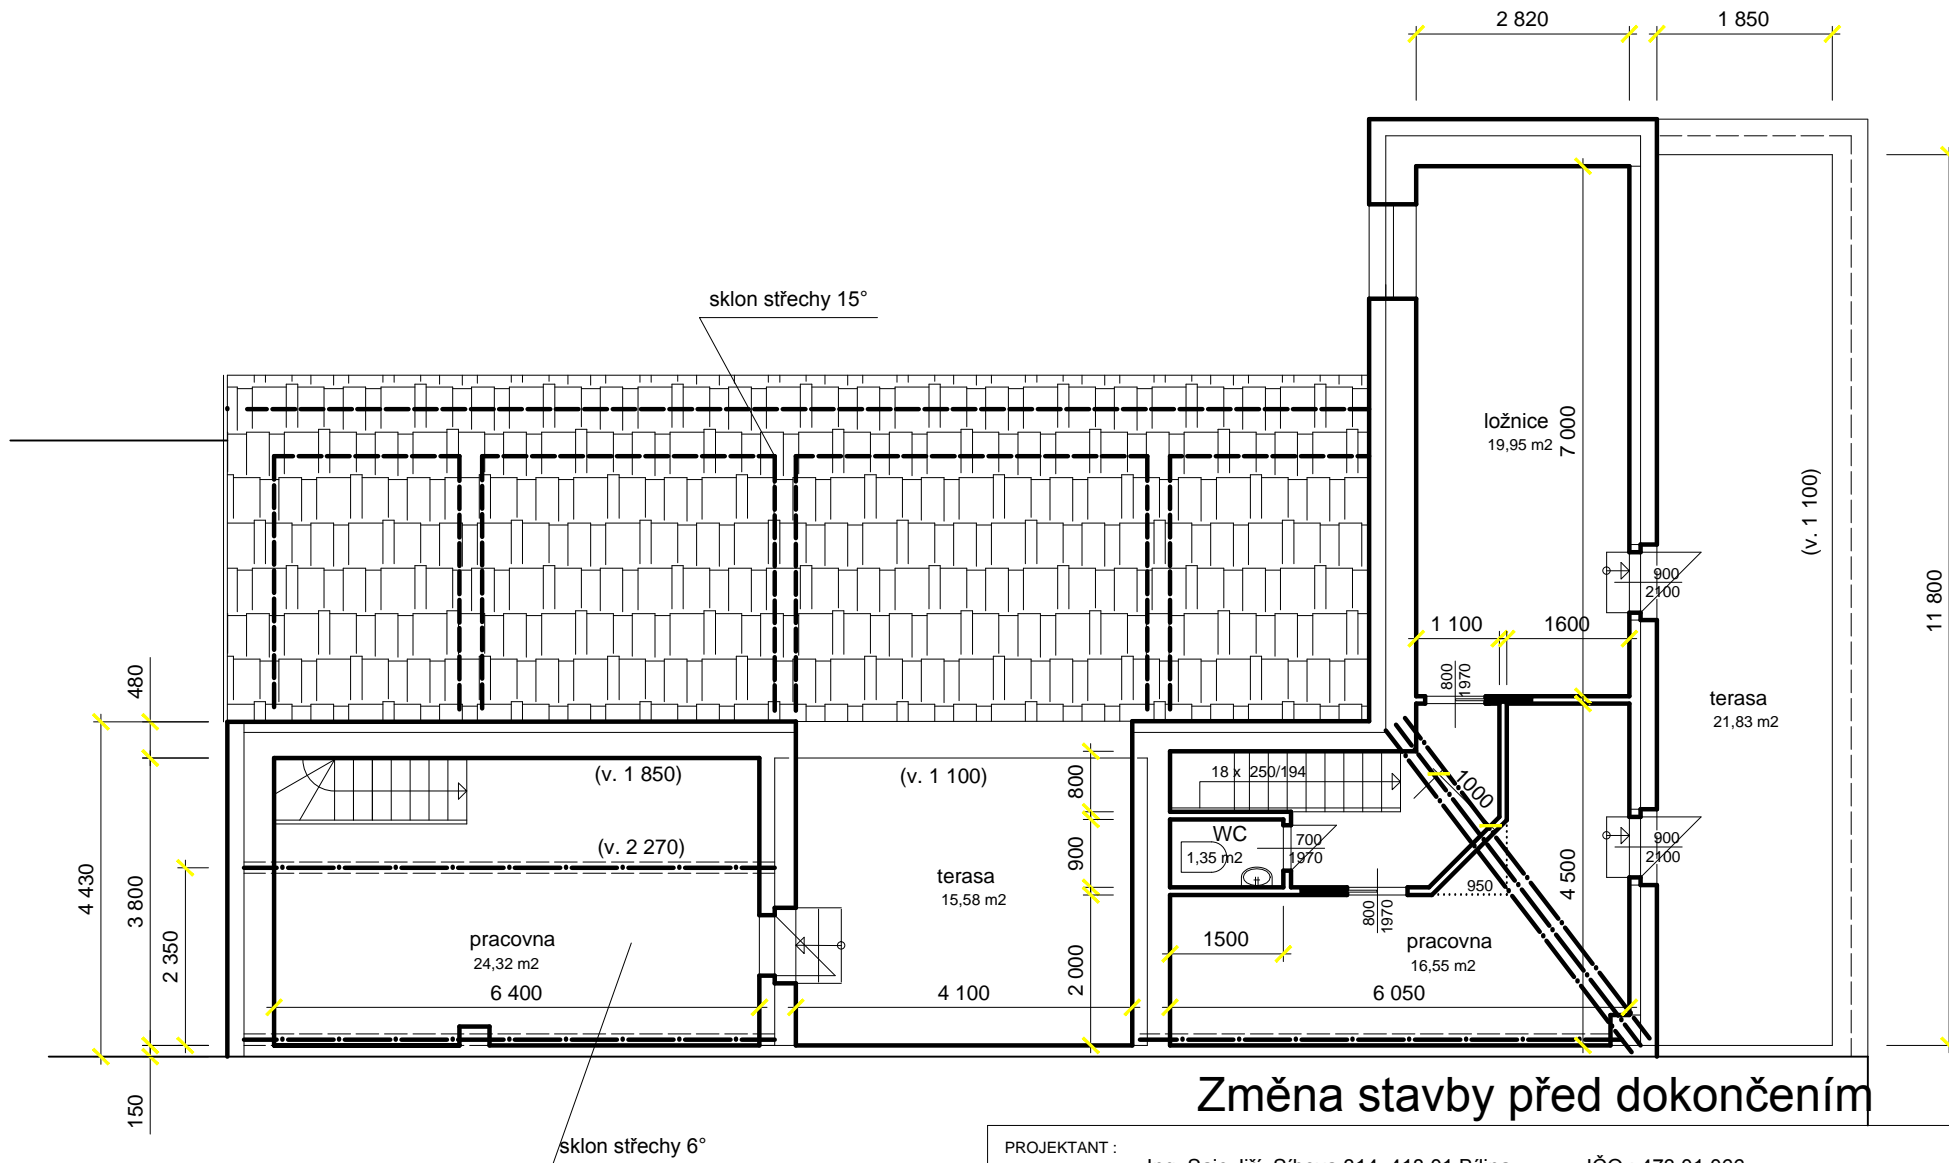 2 820
1 850
sklon střechy 15°
ložnice
19,95 m2
7 000
(v. 1 100)
11 800
900
2100
1 100
1600
800
1970
terasa
21,83 m2
480
4 430
3 800
2 350
150
(v. 1 850)
(v. 2 270)
pracovna
24,32 m2
6 400
(v. 1 100)
terasa
15,58 m2
4 100
800
900
2 000
18 x 250/194
WC
1,35 m2
700
1970
1000
950
800
1970
1500
pracovna
16,55 m2
6 050
4 500
900
2100
Změna stavby před dokončením
sklon střechy 6°
PROJEKTANT :